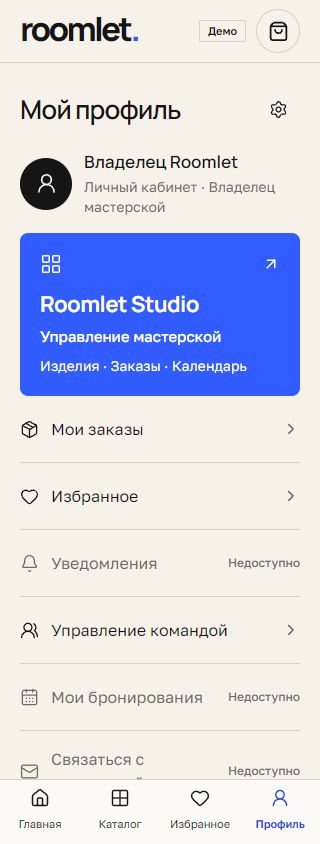 roomlet.
Демо
Мой профиль
Владелец Roomlet
Личный кабинет · Владелец
мастерской
Roomlet Studio
Управление мастерской
Изделия · Заказы · Календарь
Мои заказы
Избранное
Уведомления Недоступно
Управление командой
Мои бронирования Недоступно
Связаться с Недоступно
Главная Каталог Избранное Профиль